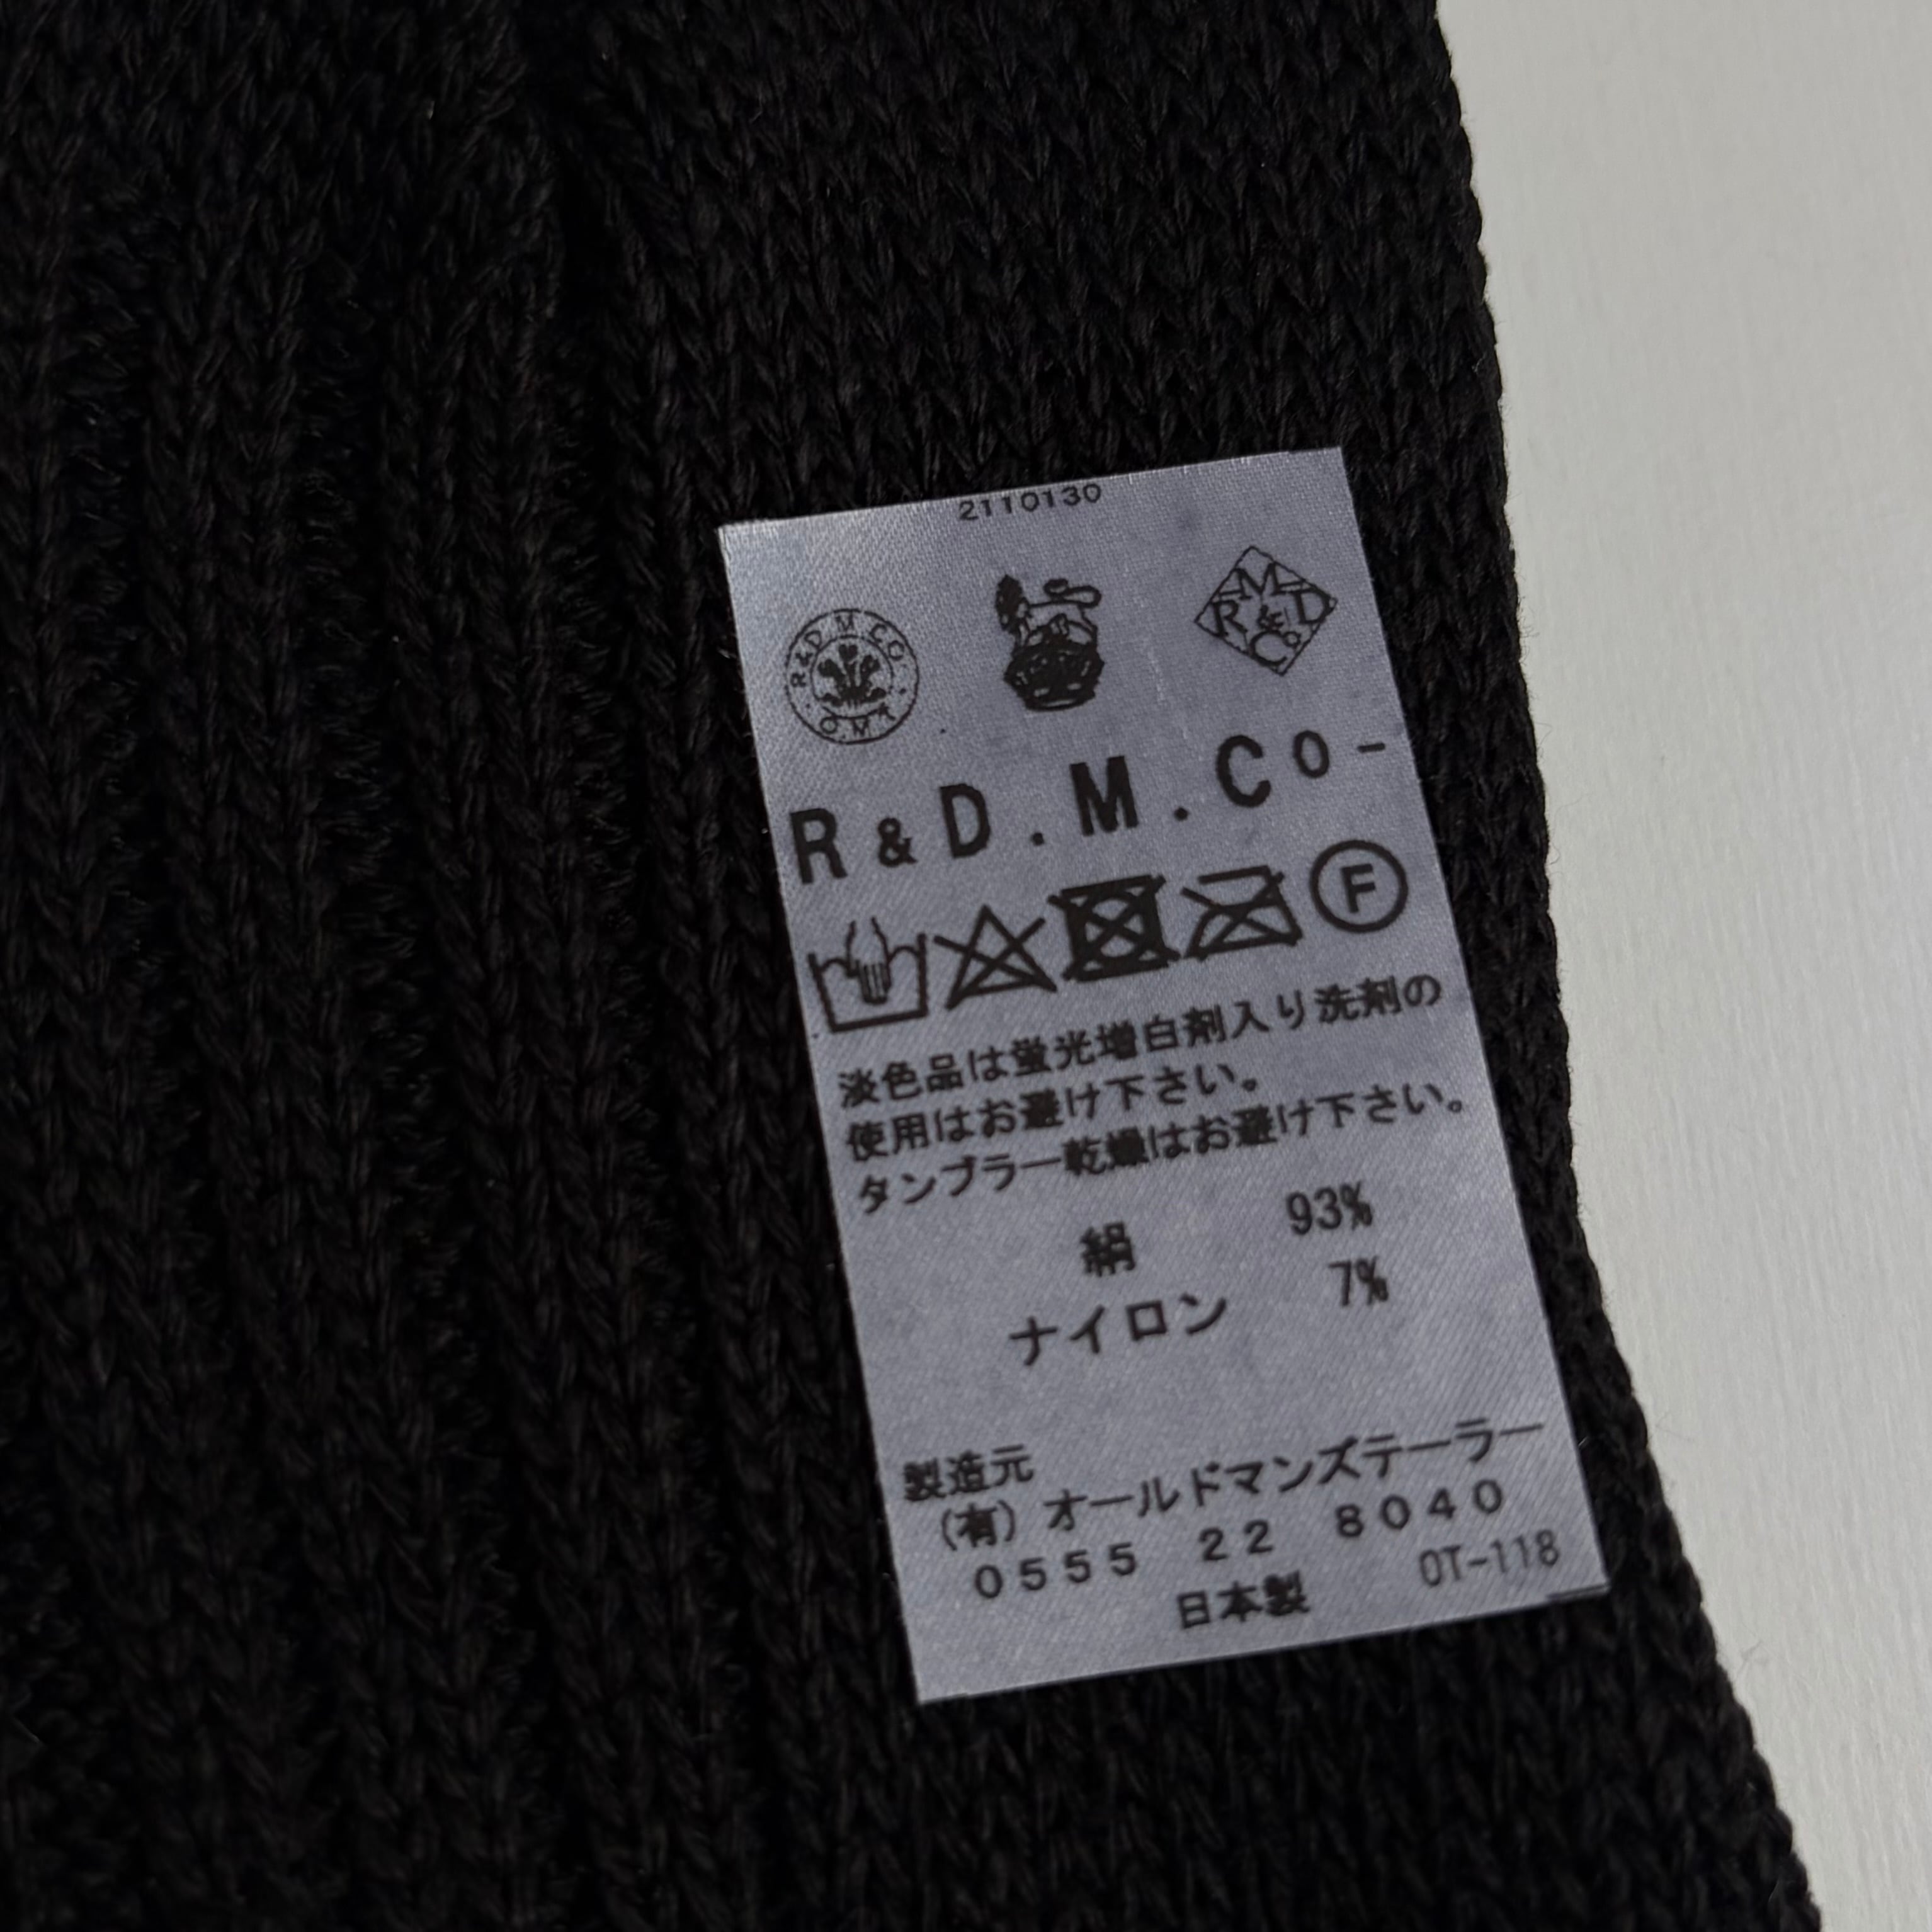 2110130
R&D.M.CO.
O.M.T.
M
R&D
Co
R&D.M.Co-
F
淡色品は蛍光増白剤入り洗剤の
使用はお避け下さい。
タンブラー乾燥はお避け下さい。
絹 93%
ナイロン 7%
製造元
(有)オールドマンズテーラー
0555 22 8040
日本製 OT-118